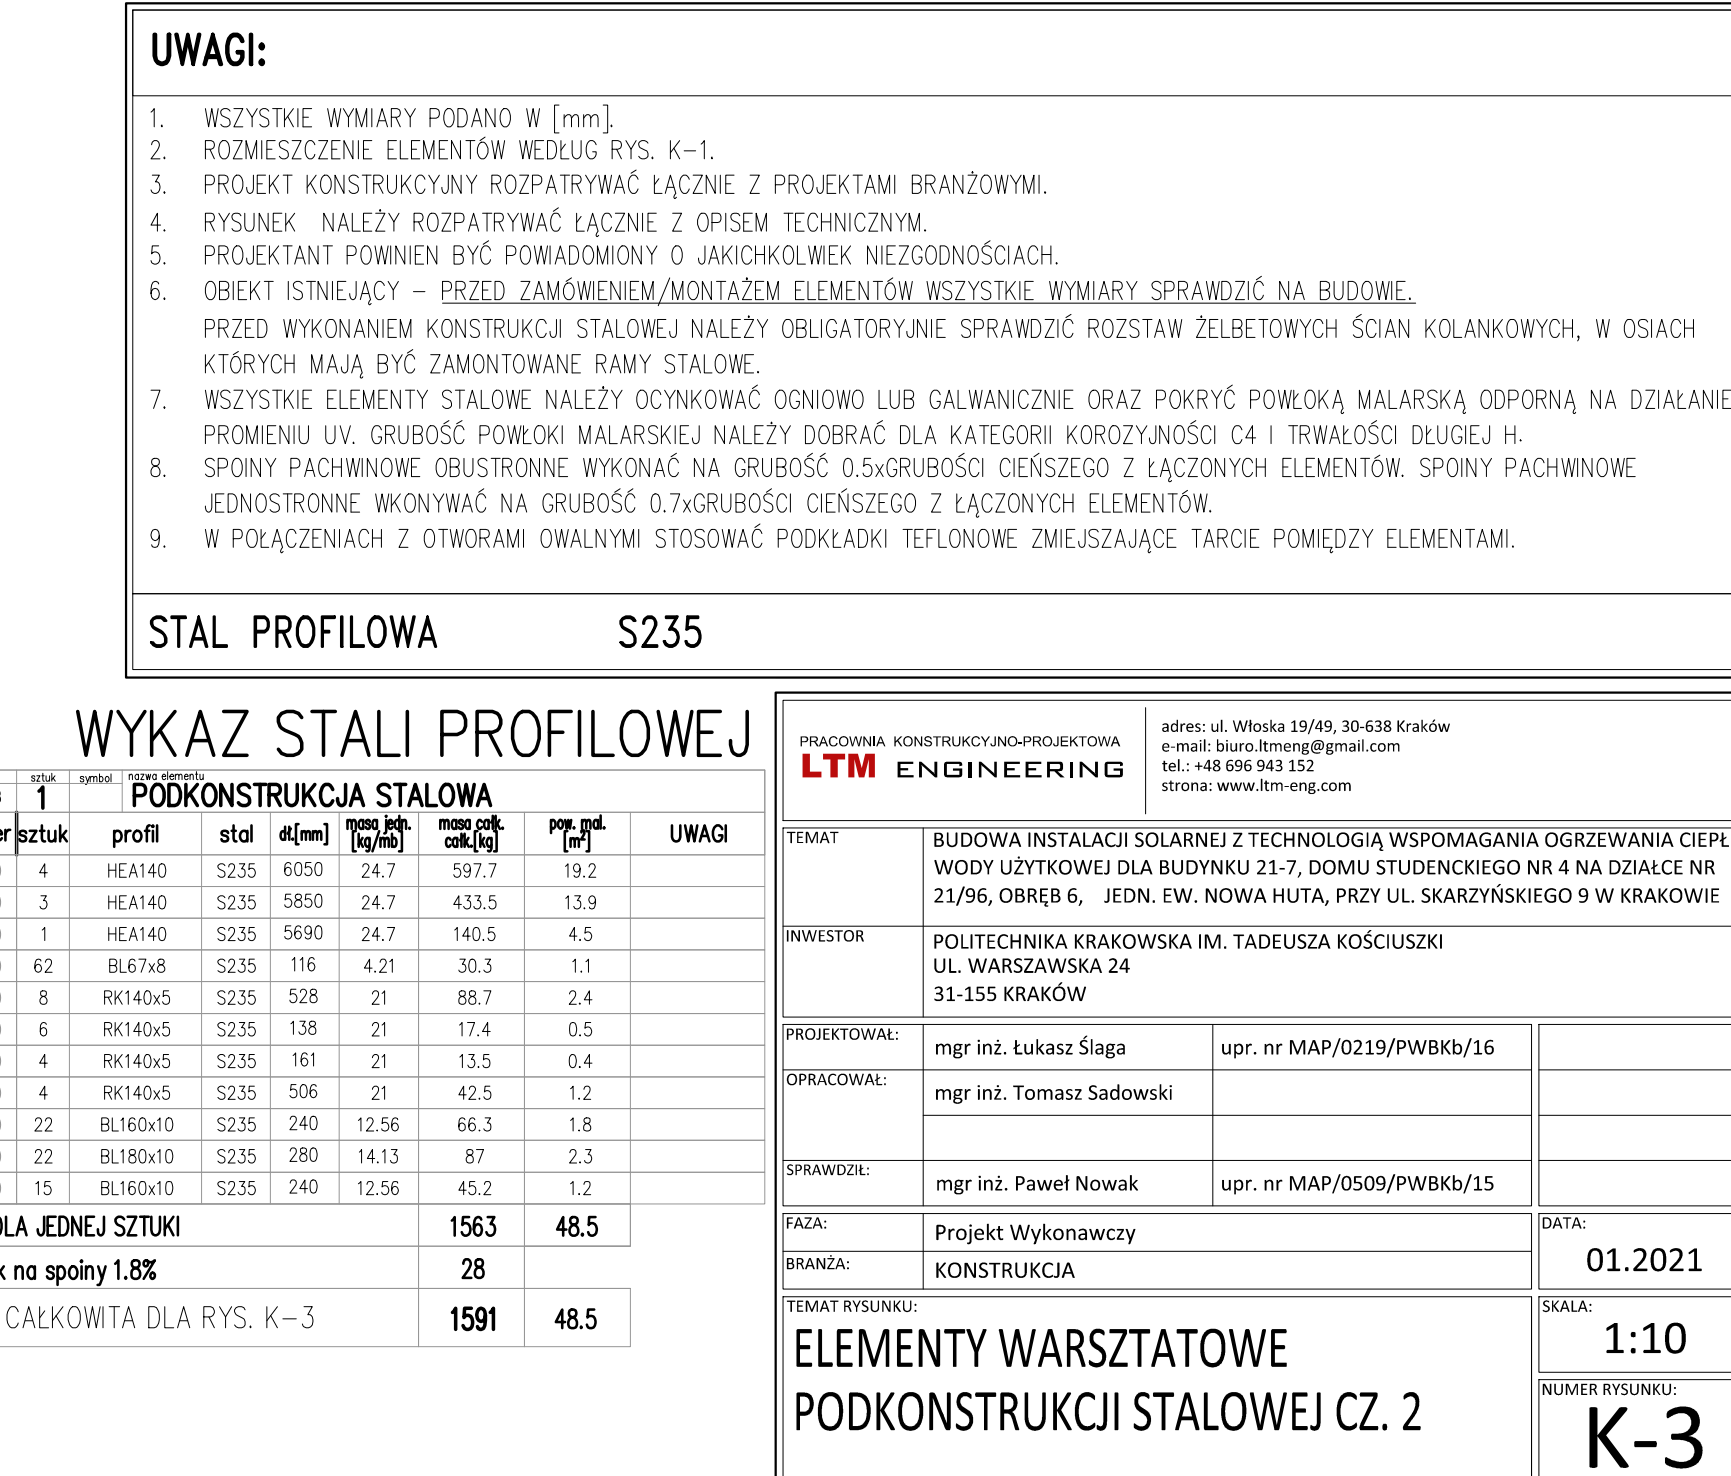 UWAGI:
1. WSZYSTKIE WYMIARY PODANO W [mm].
2. ROZMIESZCZENIE ELEMENTÓW WEDŁUG RYS. K-1.
3. PROJEKT KONSTRUKCYJNY ROZPATRYWAĆ ŁĄCZNIE Z PROJEKTAMI BRANŻOWYMI.
4. RYSUNEK NALEŻY ROZPATRYWAĆ ŁĄCZNIE Z OPISEM TECHNICZNYM.
5. PROJEKTANT POWINIEN BYĆ POWIADOMIONY O JAKICHKOLWIEK NIEZGODNOŚCIACH.
6. OBIEKT ISTNIEJĄCY – PRZED ZAMÓWIENIEM/MONTAŻEM ELEMENTÓW WSZYSTKIE WYMIARY SPRAWDZIĆ NA BUDOWIE.
PRZED WYKONANIEM KONSTRUKCJI STALOWEJ NALEŻY OBLIGATORYJNIE SPRAWDZIĆ ROZSTAW ŻELBETOWYCH ŚCIAN KOLANKOWYCH, W OSIACH
KTÓRYCH MAJĄ BYĆ ZAMONTOWANE RAMY STALOWE.
7. WSZYSTKIE ELEMENTY STALOWE NALEŻY OCYNKOWAĆ OGNIOWO LUB GALWANICZNIE ORAZ POKRYĆ POWŁOKĄ MALARSKĄ ODPORNĄ NA DZIAŁANIE
PROMIENIU UV. GRUBOŚĆ POWŁOKI MALARSKIEJ NALEŻY DOBRAĆ DLA KATEGORII KOROZYJNOŚCI C4 I TRWAŁOŚCI DŁUGIEJ H.
8. SPOINY PACHWINOWE OBUSTRONNE WYKONAĆ NA GRUBOŚĆ 0.5xGRUBOŚCI CIEŃSZEGO Z ŁĄCZONYCH ELEMENTÓW. SPOINY PACHWINOWE
JEDNOSTRONNE WKONYWAĆ NA GRUBOŚĆ 0.7xGRUBOŚCI CIEŃSZEGO Z ŁĄCZONYCH ELEMENTÓW.
9. W POŁĄCZENIACH Z OTWORAMI OWALNYMI STOSOWAĆ PODKŁADKI TEFLONOWE ZMIEJSZAJĄCE TARCIE POMIĘDZY ELEMENTAMI.
STAL PROFILOWA S235
WYKAZ STALI PROFILOWEJ
sztuk symbol nazwa elementu
1 PODKONSTRUKCJA STALOWA
sztuk profil stal dł.[mm] masa jedn. [kg/mb] masa całk. całk.[kg] pow. mal. [m²] UWAGI
4 HEA140 S235 6050 24.7 597.7 19.2
3 HEA140 S235 5850 24.7 433.5 13.9
1 HEA140 S235 5690 24.7 140.5 4.5
62 BL67x8 S235 116 4.21 30.3 1.1
8 RK140x5 S235 528 21 88.7 2.4
6 RK140x5 S235 138 21 17.4 0.5
4 RK140x5 S235 161 21 13.5 0.4
4 RK140x5 S235 506 21 42.5 1.2
22 BL160x10 S235 240 12.56 66.3 1.8
22 BL180x10 S235 280 14.13 87 2.3
15 BL160x10 S235 240 12.56 45.2 1.2
DLA JEDNEJ SZTUKI 1563 48.5
na spoiny 1.8% 28
CAŁKOWITA DLA RYS. K-3 1591 48.5
PRACOWNIA KONSTRUKCYJNO-PROJEKTOWA
LTM ENGINEERING
adres: ul. Włoska 19/49, 30-638 Kraków
e-mail: biuro.ltmeng@gmail.com
tel.: +48 696 943 152
strona: www.ltm-eng.com
TEMAT
BUDOWA INSTALACJI SOLARNEJ Z TECHNOLOGIĄ WSPOMAGANIA OGRZEWANIA CIEPŁ
WODY UŻYTKOWEJ DLA BUDYNKU 21-7, DOMU STUDENCKIEGO NR 4 NA DZIAŁCE NR
21/96, OBRĘB 6, JEDN. EW. NOWA HUTA, PRZY UL. SKARZYŃSKIEGO 9 W KRAKOWIE
INWESTOR
POLITECHNIKA KRAKOWSKA IM. TADEUSZA KOŚCIUSZKI
UL. WARSZAWSKA 24
31-155 KRAKÓW
PROJEKTOWAŁ: mgr inż. Łukasz Ślaga upr. nr MAP/0219/PWBKb/16
OPRACOWAŁ: mgr inż. Tomasz Sadowski
SPRAWDZIŁ: mgr inż. Paweł Nowak upr. nr MAP/0509/PWBKb/15
FAZA: Projekt Wykonawczy
BRANŻA: KONSTRUKCJA
DATA:
01.2021
TEMAT RYSUNKU:
ELEMENTY WARSZTATOWE
PODKONSTRUKCJI STALOWEJ CZ. 2
SKALA:
1:10
NUMER RYSUNKU:
K-3